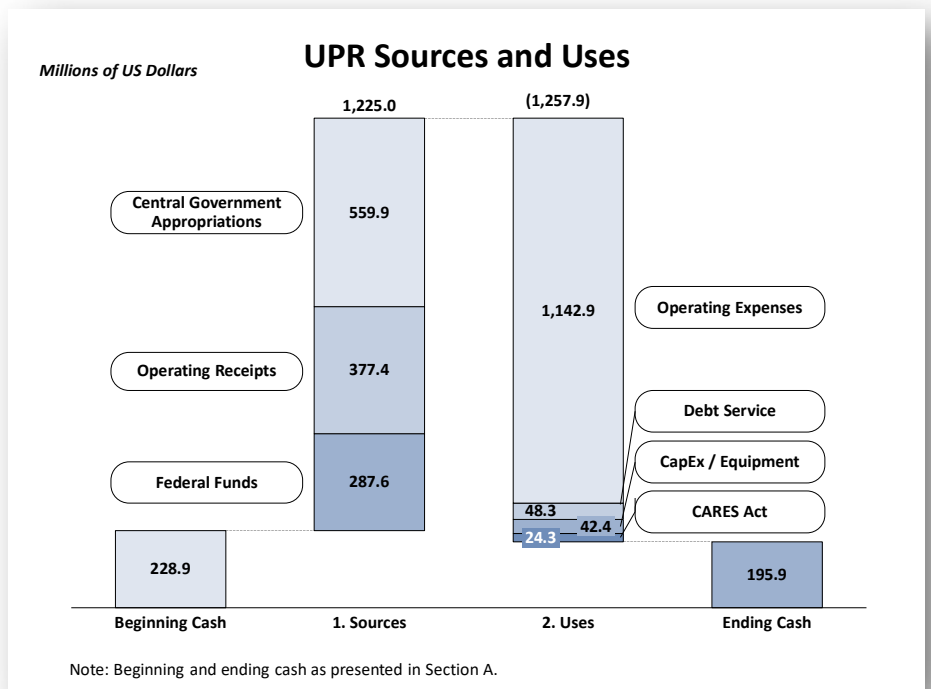 UPR Sources and Uses
Millions of US Dollars
1,225.0
(1,257.9)
Central Government
Appropriations
559.9
1,142.9
Operating Expenses
Operating Receipts
377.4
Debt Service
CapEx / Equipment
Federal Funds
287.6
48.3
CARES Act
42.4
24.3
228.9
195.9
Beginning Cash
1. Sources
2. Uses
Ending Cash
Note: Beginning and ending cash as presented in Section A.